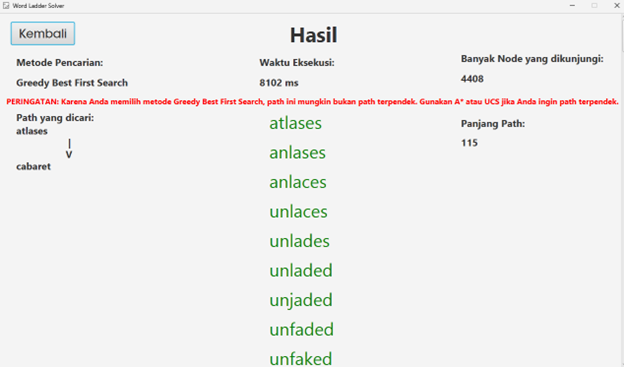 Word Ladder Solver
Kembali
Hasil
Metode Pencarian:
Waktu Eksekusi:
Banyak Node yang dikunjungi:
Greedy Best First Search
8102 ms
4408
PERINGATAN: Karena Anda memilih metode Greedy Best First Search, path ini mungkin bukan path terpendek. Gunakan A* atau UCS jika Anda ingin path terpendek.
Path yang dicari:
atlases
|
V
cabaret
Panjang Path:
115
atlases
anlases
anlaces
unlaces
unlades
unladed
unjaded
unfaded
unfaked